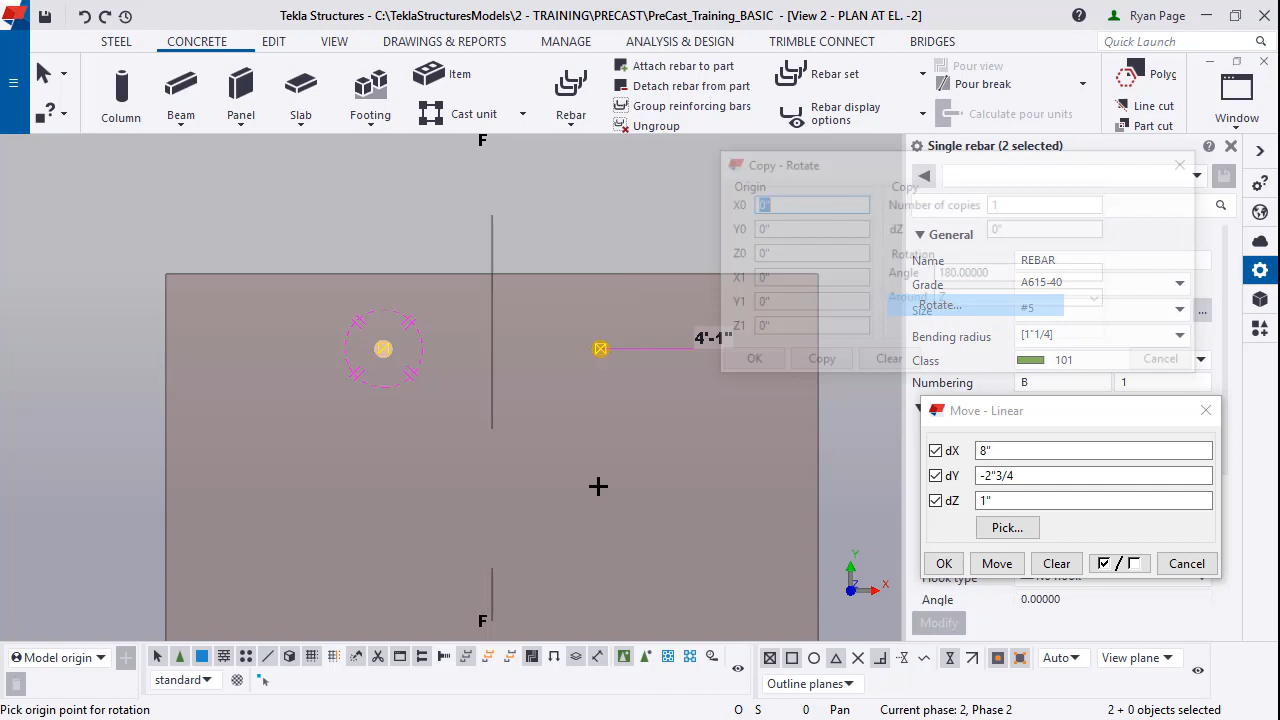 Tekla Structures - C:\TeklaStructuresModels\2 - TRAINING\PRECAST\PreCast_Training_BASIC - [View 2 - PLAN AT EL. -2]
Ryan Page
STEEL CONCRETE EDIT VIEW DRAWINGS & REPORTS MANAGE ANALYSIS & DESIGN TRIMBLE CONNECT BRIDGES
Quick Launch
Column
Beam
Panel
Slab
Footing
Item
Cast unit
Rebar
Attach rebar to part
Detach rebar from part
Group reinforcing bars
Ungroup
Rebar set
Rebar display
options
Pour view
Pour break
Calculate pour units
Polyg
Line cut
Part cut
Window
F
4'-1"
F
Y
X
Z
Copy - Rotate
Origin
X0 0"
Y0 0"
Z0 0"
X1 0"
Y1 0"
Z1 0"
Copy
Number of copies 1
dZ 0"
Rotation
Angle 180.00000
Around Z
OK Copy Clear Cancel
Rotate...
Single rebar (2 selected)
General
Name REBAR
Grade A615-40
Size #5
Bending radius [1"1/4]
Class 101
Numbering B 1
Move - Linear
dX 8"
dY -2"3/4
dZ 1"
Pick...
OK Move Clear / Cancel
Angle 0.00000
Modify
Model origin
standard
Auto
View plane
Outline planes
Pick origin point for rotation
O S 0 Pan Current phase: 2, Phase 2 2 + 0 objects selected